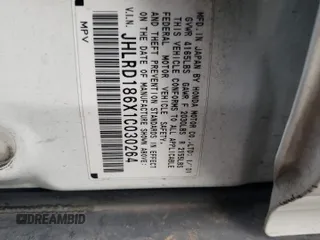 MFD. IN JAPAN BY HONDA MOTOR CO.,LTD. 1/01
GVWR 4165LBS GAWR F 2030LBS R 2155LBS
THIS VEHICLE CONFORMS TO ALL APPLICABLE
FEDERAL MOTOR VEHICLE SAFETY,
THEFT PREVENTION STANDARDS IN EFFECT
ON THE DATE OF MANUFACTURE SHOWN ABOVE.
V.I.N. JHLRD186X1C030264
MPV
© DREAMBID